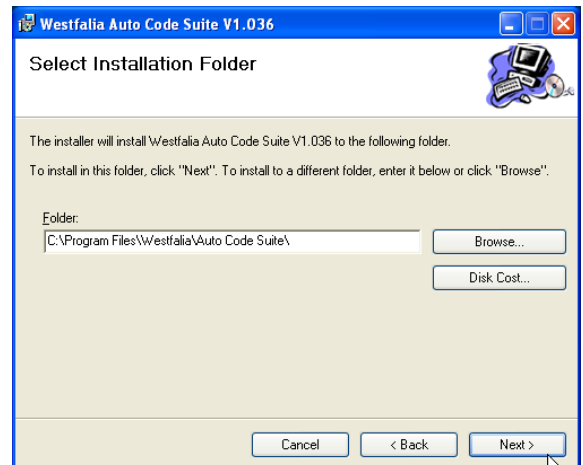 Westfalia Auto Code Suite V1.036
Select Installation Folder
The installer will install Westfalia Auto Code Suite V1.036 to the following folder.
To install in this folder, click "Next". To install to a different folder, enter it below or click "Browse".
Folder:
C:\Program Files\Westfalia\Auto Code Suite\
Browse...
Disk Cost...
Cancel
< Back
Next >